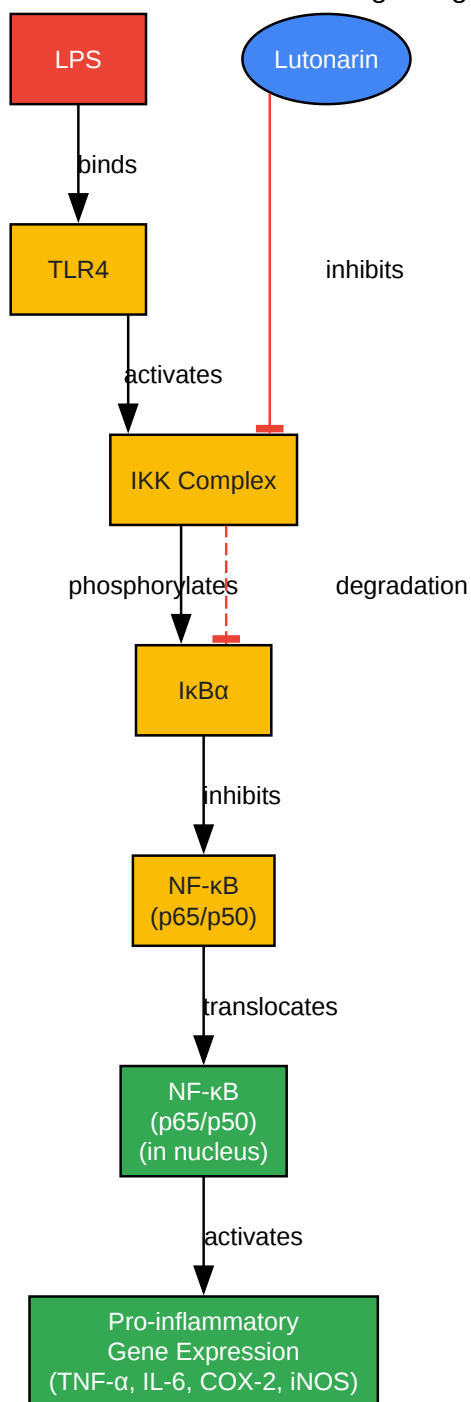 LPS
Lutonarin
binds
TLR4
inhibits
activates
IKK Complex
phosphorylates
degradation
IκBα
inhibits
NF-κB
(p65/p50)
translocates
NF-κB
(p65/p50)
(in nucleus)
activates
Pro-inflammatory
Gene Expression
(TNF-α, IL-6, COX-2, iNOS)